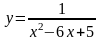 y = 1/(x² − 6x + 5)